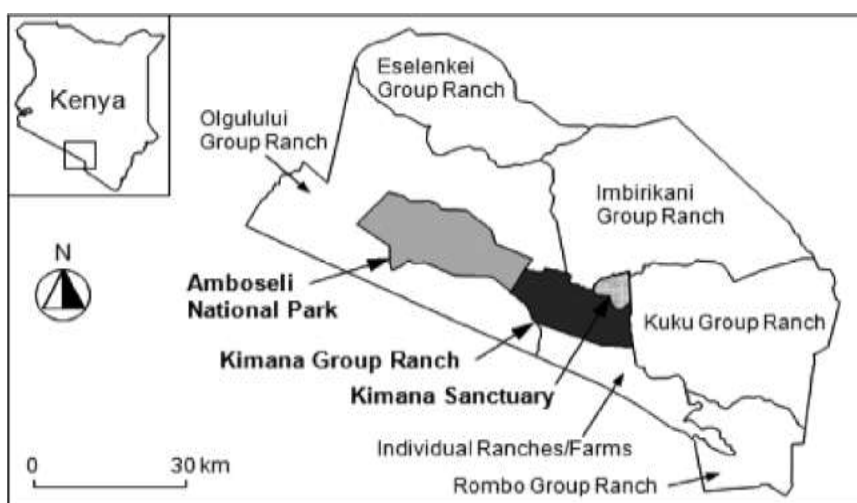 Kenya
Eselenkei
Group Ranch
Olgulului
Group Ranch
Imbirikani
Group Ranch
N
Amboseli
National Park
Kuku Group Ranch
Kimana Group Ranch
Kimana Sanctuary
Individual Ranches/Farms
0 30 km
Rombo Group Ranch